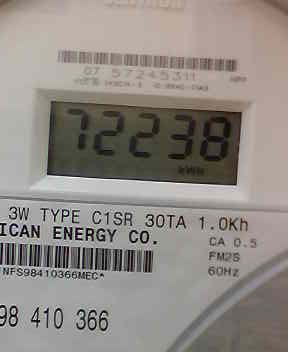 07 57245311
72238
kWH
3W TYPE C1SR 30TA 1.0Kh
ICAN ENERGY CO.
CA 0.5
FM2S
NFS98410366MEC*
60Hz
98 410 366